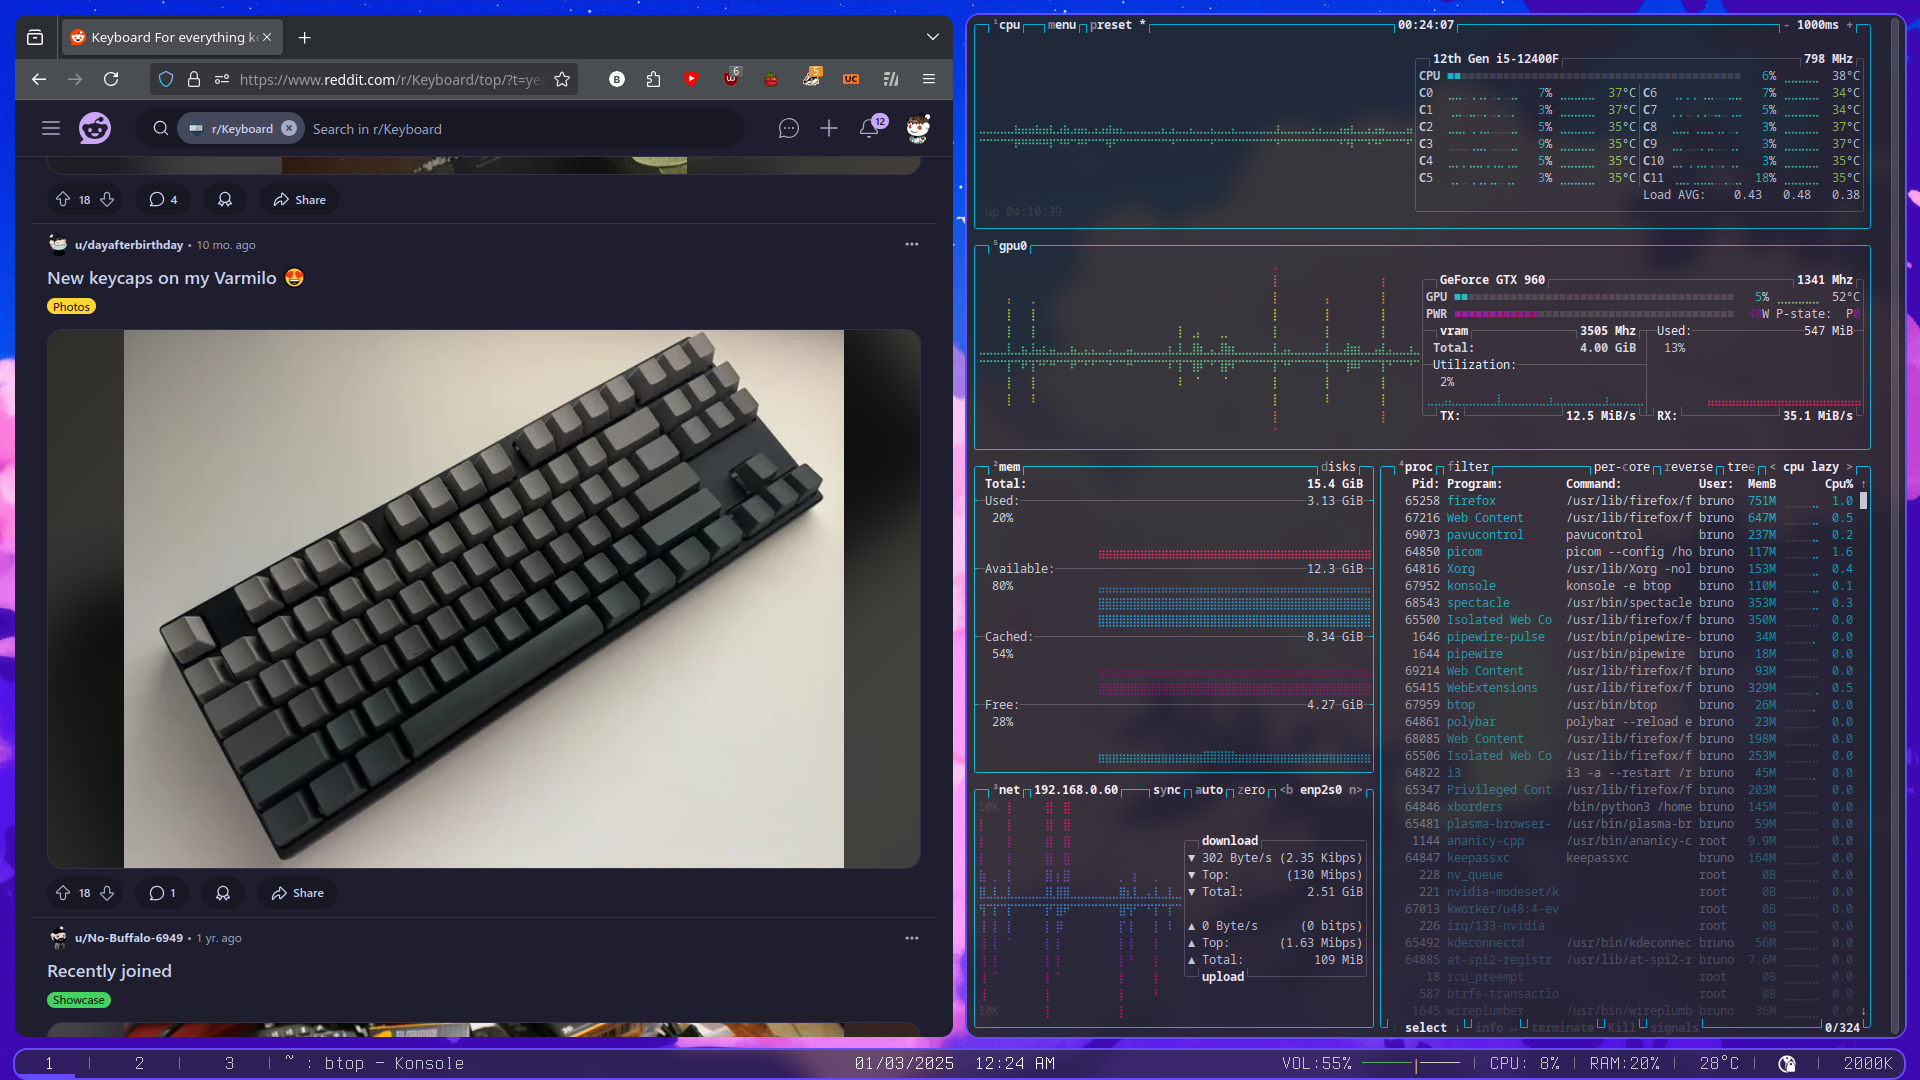 Keyboard For everything k
https://www.reddit.com/r/Keyboard/top/?t=ye
6
5
UC
r/Keyboard
Search in r/Keyboard
12
18
4
Share
u/dayafterbirthday • 10 mo. ago
New keycaps on my Varmilo 😍
Photos
18
1
Share
u/No-Buffalo-6949 • 1 yr. ago
Recently joined
Showcase
¹cpu menu preset * 00:24:07 - 1000ms +
12th Gen i5-12400F 798 MHz
CPU 6% 38°C
C0 7% 37°C C6 7% 34°C
C1 3% 37°C C7 5% 34°C
C2 5% 35°C C8 3% 37°C
C3 9% 35°C C9 3% 37°C
C4 5% 35°C C10 3% 35°C
C5 3% 35°C C11 18% 35°C
Load AVG: 0.43 0.48 0.38
up 04:10:39
⁵gpu0
GeForce GTX 960 1341 Mhz
GPU 5% 52°C
PWR 40W P-state: P0
vram 3505 Mhz Used: 547 MiB
Total: 4.00 GiB 13%
Utilization:
2%
TX: 12.5 MiB/s RX: 35.1 MiB/s
²mem disks
Total: 15.4 GiB
Used: 3.13 GiB
20%
Available: 12.3 GiB
80%
Cached: 8.34 GiB
54%
Free: 4.27 GiB
28%
³net 192.168.0.60 sync auto zero <b enp2s0 n>
10K
download
▼ 302 Byte/s (2.35 Kibps)
▼ Top: (130 Mibps)
▼ Total: 2.51 GiB
▲ 0 Byte/s (0 bitps)
▲ Top: (1.63 Mibps)
▲ Total: 109 MiB
upload
10K
⁴proc filter per-core reverse tree < cpu lazy >
Pid: Program: Command: User: MemB Cpu% ↑
65258 firefox /usr/lib/firefox/f bruno 751M 1.0
67216 Web Content /usr/lib/firefox/f bruno 647M 0.5
69073 pavucontrol pavucontrol bruno 237M 0.2
64850 picom picom --config /ho bruno 117M 1.6
64816 Xorg /usr/lib/Xorg -nol bruno 153M 0.4
67952 konsole konsole -e btop bruno 110M 0.1
68543 spectacle /usr/bin/spectacle bruno 353M 0.3
65500 Isolated Web Co /usr/lib/firefox/f bruno 350M 0.0
1646 pipewire-pulse /usr/bin/pipewire- bruno 34M 0.0
1644 pipewire /usr/bin/pipewire bruno 18M 0.0
69214 Web Content /usr/lib/firefox/f bruno 93M 0.0
65415 WebExtensions /usr/lib/firefox/f bruno 329M 0.5
67959 btop /usr/bin/btop bruno 26M 0.0
64861 polybar polybar --reload e bruno 23M 0.0
68085 Web Content /usr/lib/firefox/f bruno 198M 0.0
65506 Isolated Web Co /usr/lib/firefox/f bruno 253M 0.0
64822 i3 i3 -a --restart /r bruno 45M 0.0
65347 Privileged Cont /usr/lib/firefox/f bruno 203M 0.0
64846 xborders /bin/python3 /home bruno 145M 0.0
65481 plasma-browser- /usr/bin/plasma-br bruno 59M 0.0
1144 ananicy-cpp /usr/bin/ananicy-c root 9.9M 0.0
64847 keepassxc keepassxc bruno 164M 0.0
228 nv_queue root 0B 0.0
221 nvidia-modeset/k root 0B 0.0
67013 kworker/u48:4-ev root 0B 0.0
226 irq/133-nvidia root 0B 0.0
65492 kdeconnectd /usr/bin/kdeconnec bruno 56M 0.0
64885 at-spi2-registr /usr/lib/at-spi2-r bruno 7.6M 0.0
18 rcu_preempt root 0B 0.0
587 btrfs-transactio root 0B 0.0
1645 wireplumber /usr/bin/wireplumb bruno 36M 0.0 ↓
↑ select ↓ info ↵ terminate Kill signals 0/324
1 | 2 | 3 | ~ : btop — Konsole
01/03/2025 12:24 AM
VOL:55% | CPU: 8% | RAM:20% | 28°C | 2000K